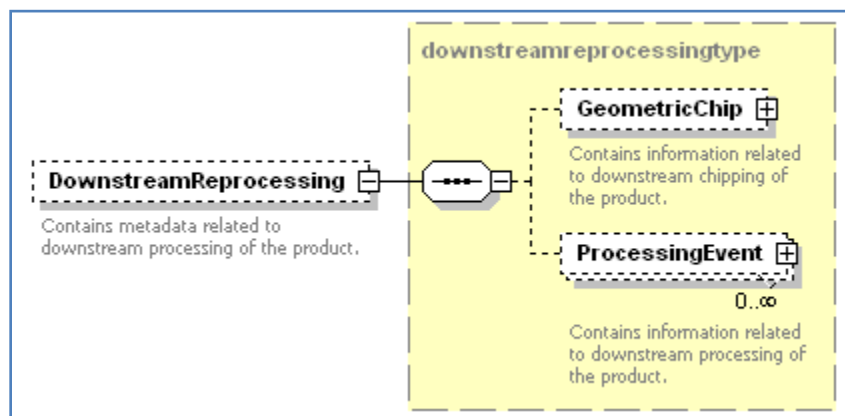 downstreamreprocessingtype
GeometricChip
Contains information related
to downstream chipping of
the product.
DownstreamReprocessing
Contains metadata related to
downstream processing of the product.
ProcessingEvent
0..∞
Contains information related
to downstream processing of
the product.